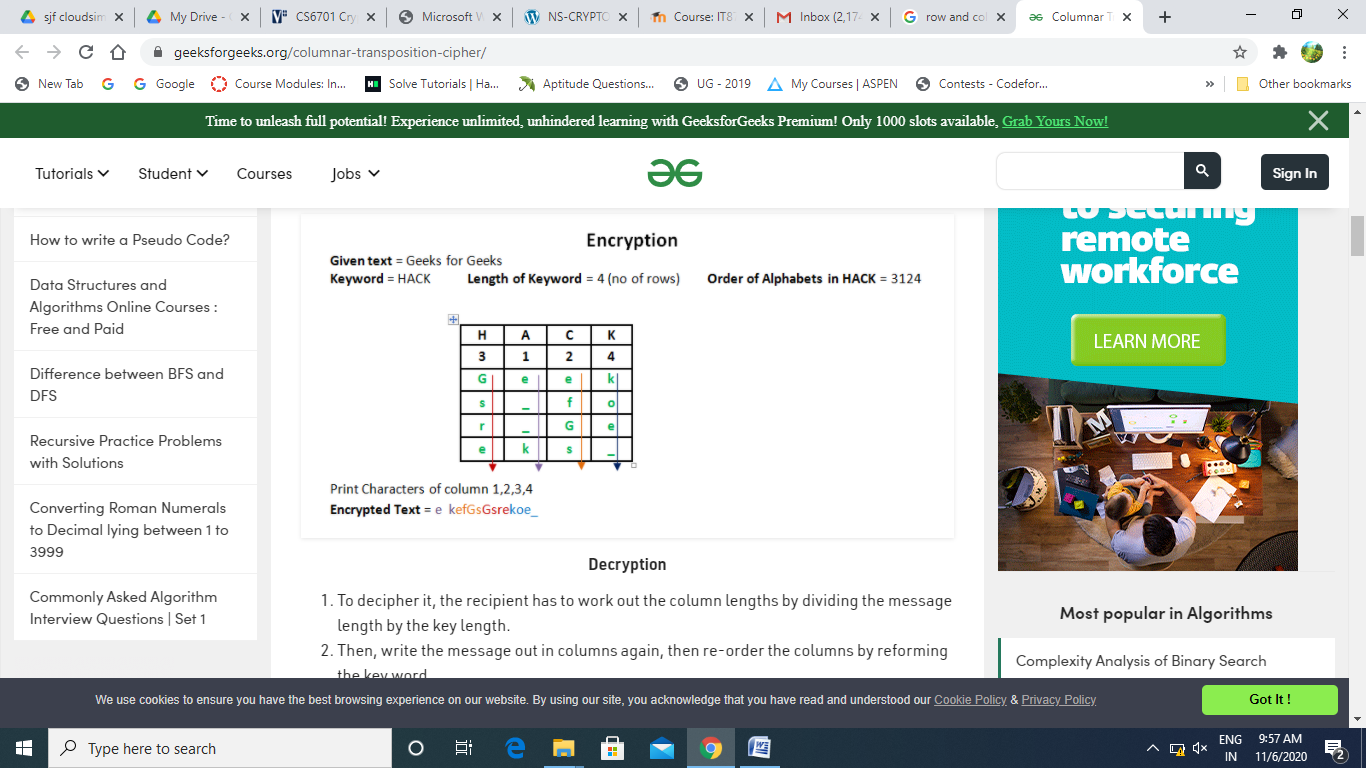 sjf cloudsim
My Drive -
CS6701 Cry
Microsoft W
NS-CRYPTO
Course: IT8
Inbox (2,174
row and col
Columnar T
geeksforgeeks.org/columnar-transposition-cipher/
New Tab
Google
Course Modules: In...
Solve Tutorials | Ha...
Aptitude Questions...
UG - 2019
My Courses | ASPEN
Contests - Codefor...
»
Other bookmarks
Time to unleash full potential! Experience unlimited, unhindered learning with GeeksforGeeks Premium! Only 1000 slots available, Grab Yours Now!
Tutorials
Student
Courses
Jobs
Sign In
How to write a Pseudo Code?
Data Structures and
Algorithms Online Courses :
Free and Paid
Difference between BFS and
DFS
Recursive Practice Problems
with Solutions
Converting Roman Numerals
to Decimal lying between 1 to
3999
Commonly Asked Algorithm
Interview Questions | Set 1
Encryption
Given text = Geeks for Geeks
Keyword = HACK Length of Keyword = 4 (no of rows) Order of Alphabets in HACK = 3124
H A C K
3 1 2 4
G e e k
s _ f o
r _ G e
e k s _
Print Characters of column 1,2,3,4
Encrypted Text = e kefGsGsrekoe_
Decryption
1. To decipher it, the recipient has to work out the column lengths by dividing the message
length by the key length.
2. Then, write the message out in columns again, then re-order the columns by reforming
the key word
to securing
remote
workforce
LEARN MORE
Most popular in Algorithms
Complexity Analysis of Binary Search
We use cookies to ensure you have the best browsing experience on our website. By using our site, you acknowledge that you have read and understood our Cookie Policy & Privacy Policy
Got It !
Type here to search
ENG
IN
9:57 AM
11/6/2020
2